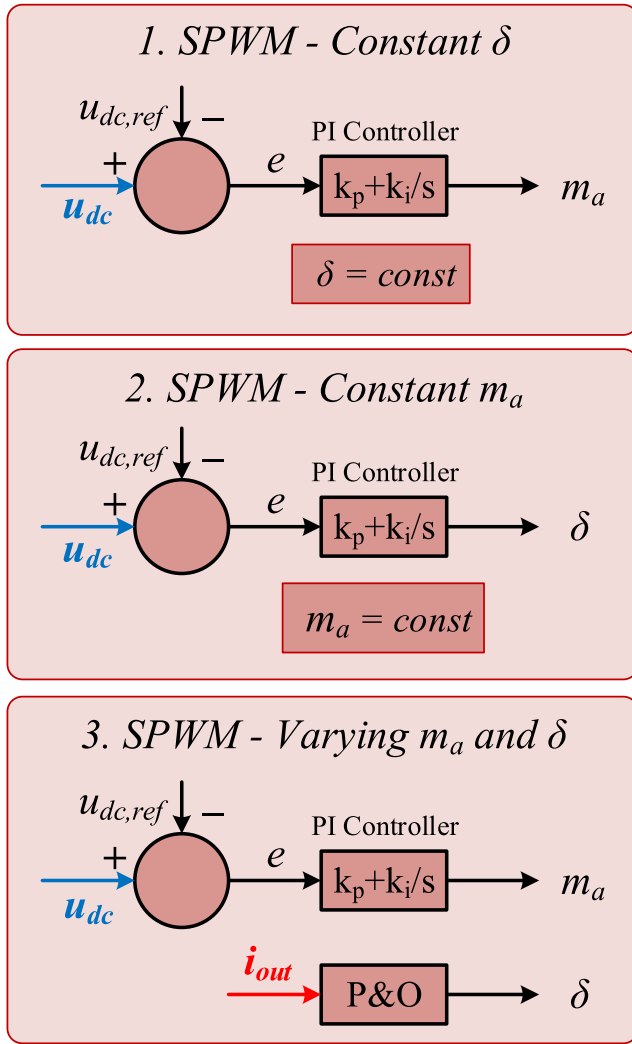 1. SPWM - Constant δ
u_dc,ref −
PI Controller
+ e k_p+k_i/s m_a
u_dc
δ = const
2. SPWM - Constant m_a
u_dc,ref −
PI Controller
+ e k_p+k_i/s δ
u_dc
m_a = const
3. SPWM - Varying m_a and δ
u_dc,ref −
PI Controller
+ e k_p+k_i/s m_a
u_dc
i_out P&O δ